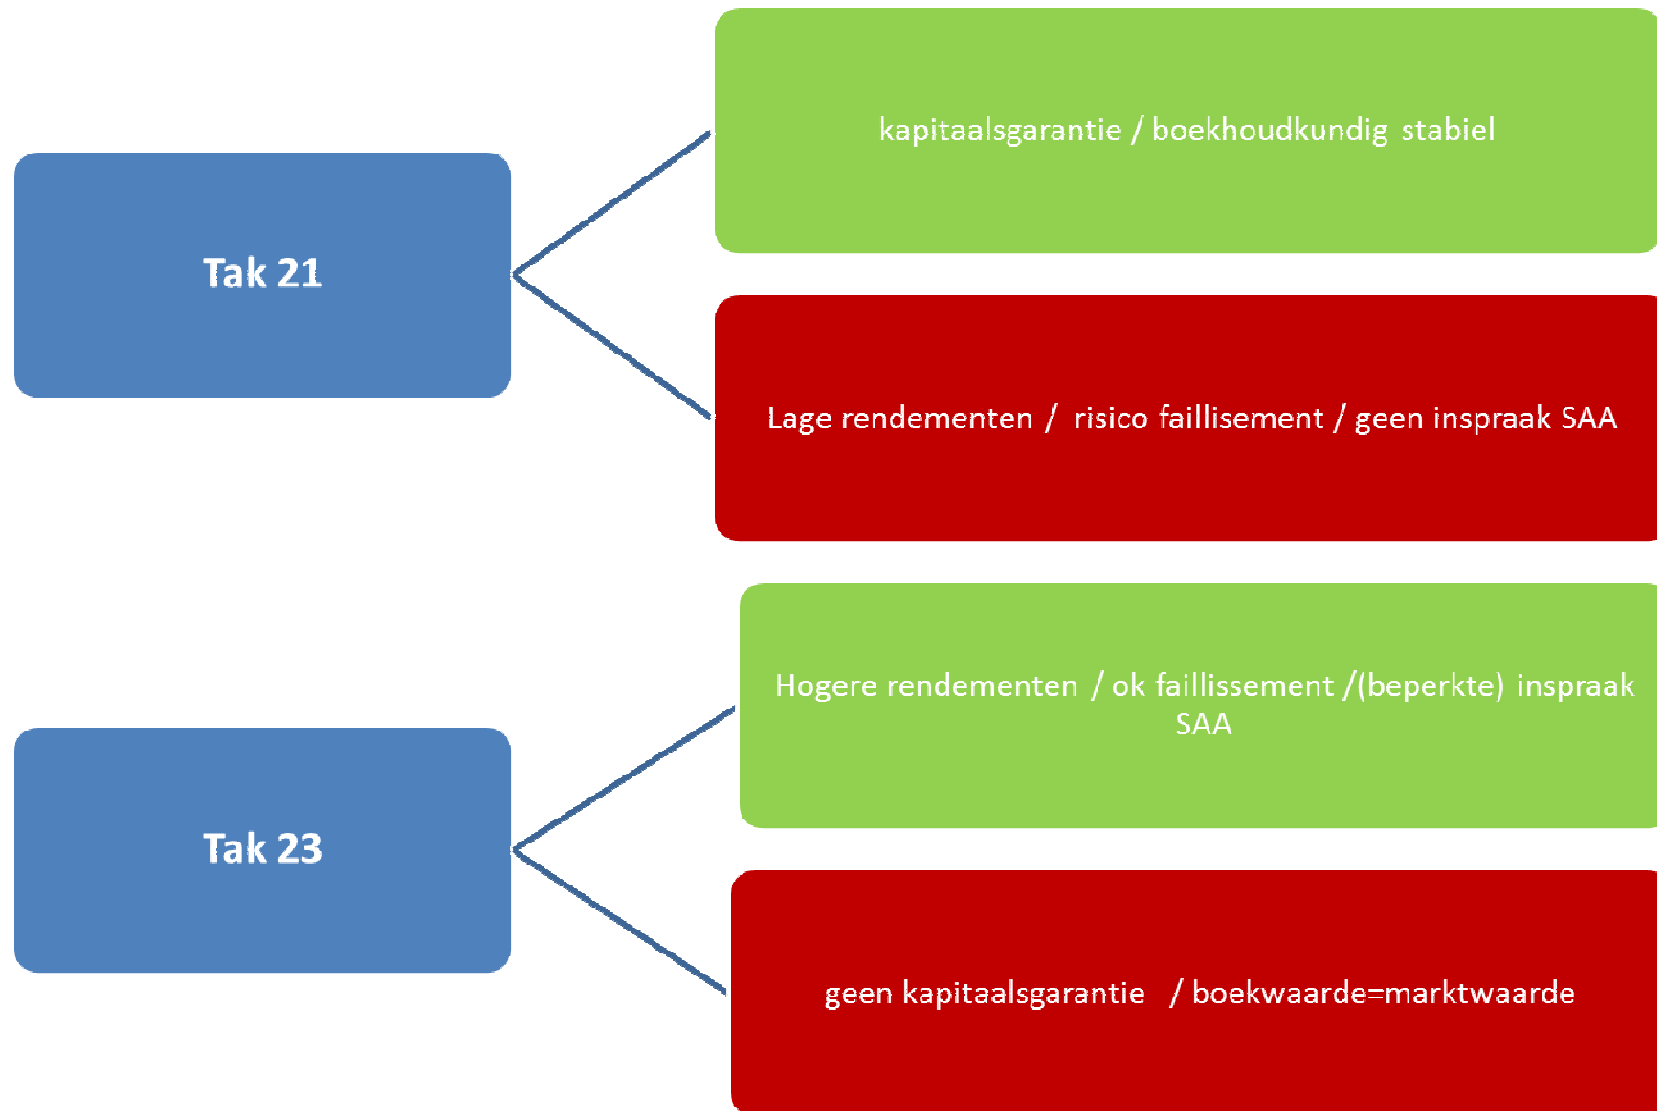 kapitaalsgarantie / boekhoudkundig stabiel
Tak 21
Lage rendementen / risico faillisement / geen inspraak SAA
Hogere rendementen / ok faillissement /(beperkte) inspraak
SAA
Tak 23
geen kapitaalsgarantie / boekwaarde=marktwaarde